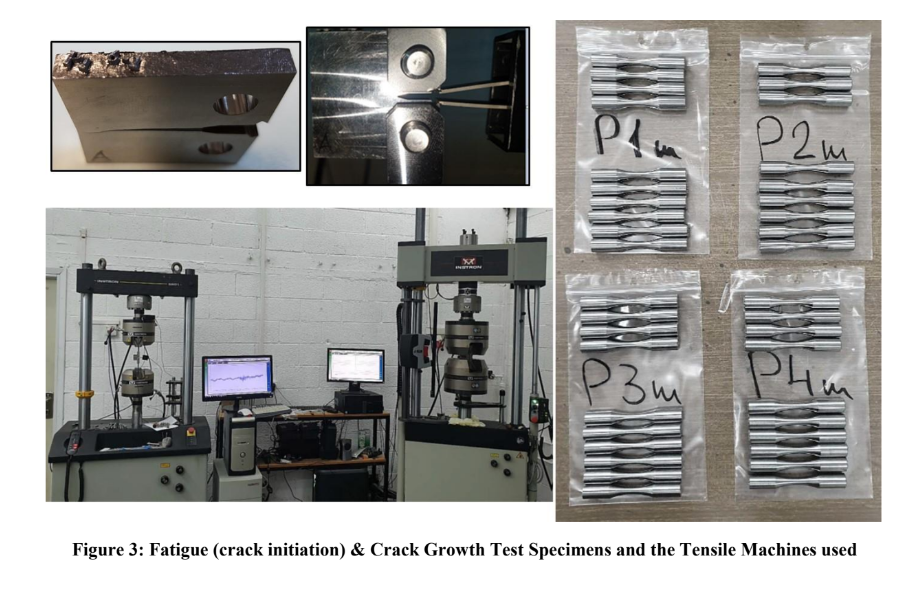 P1m
P2m
INSTRON
P3m
P4m
Figure 3: Fatigue (crack initiation) & Crack Growth Test Specimens and the Tensile Machines used